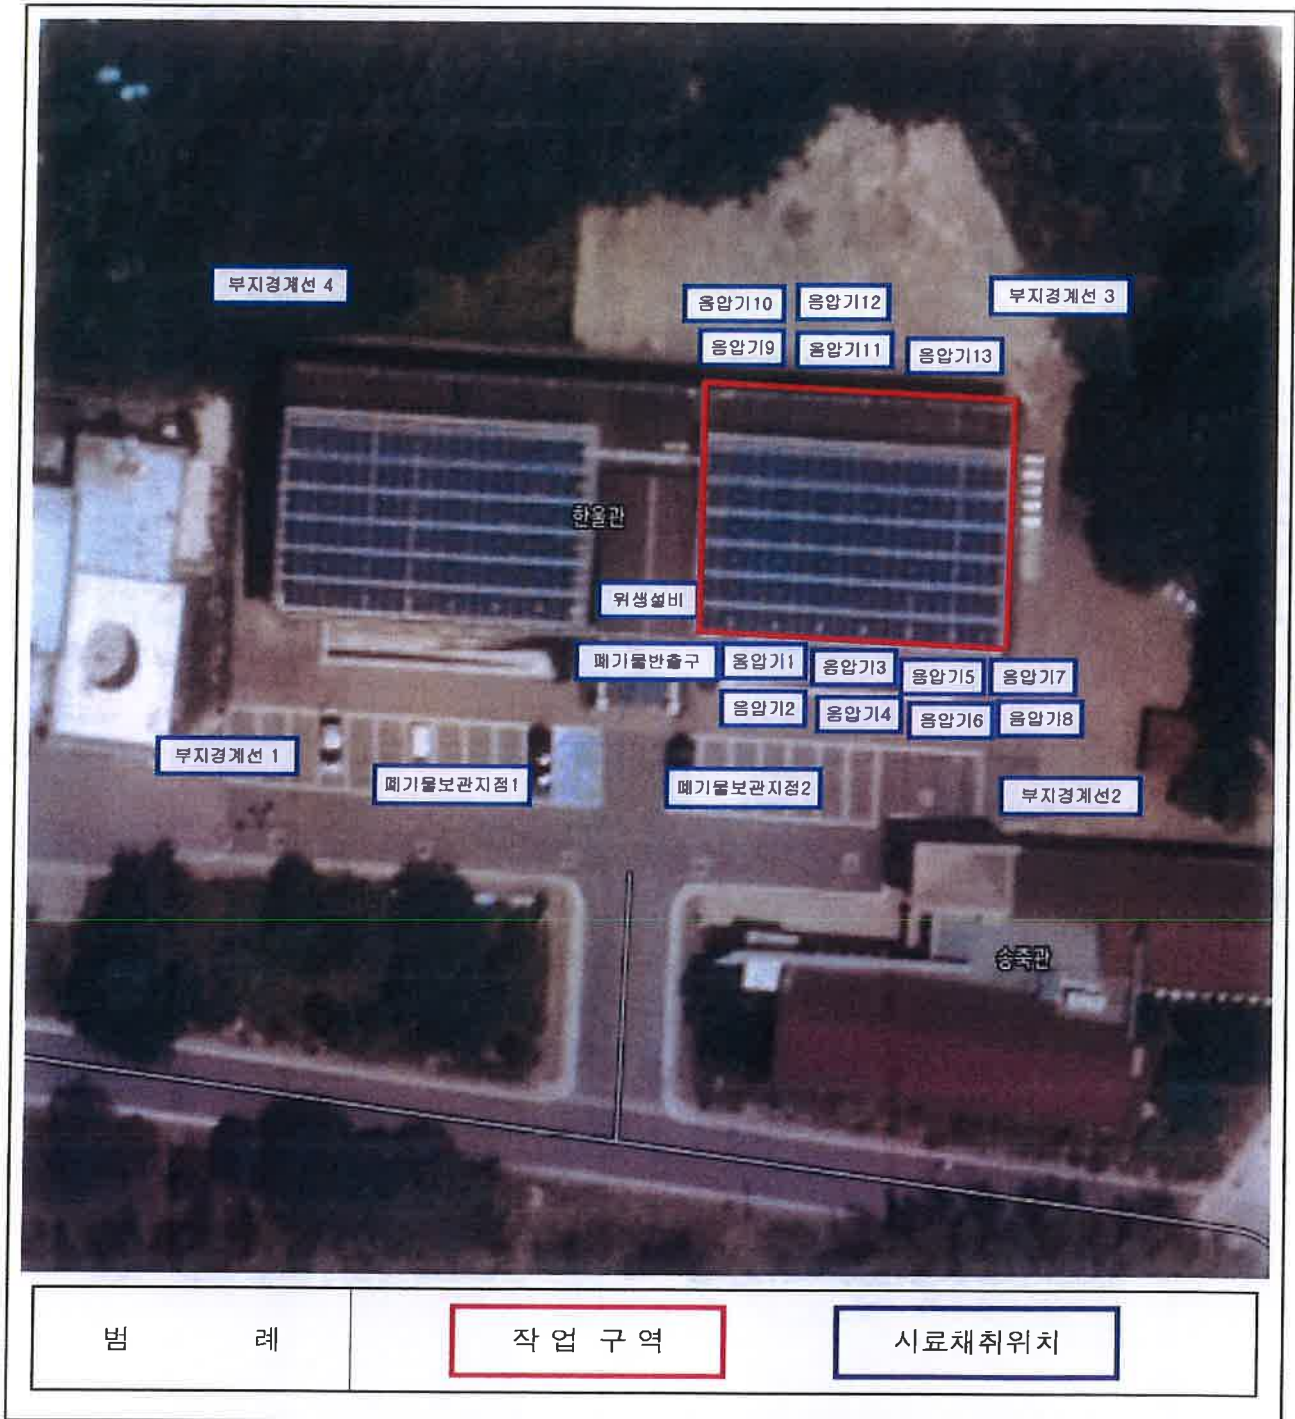 부지경계선 4
음압기10
음압기12
부지경계선 3
음압기9
음압기11
음압기13
한울관
위생설비
폐기물반출구
음압기1
음압기3
음압기5
음압기7
음압기2
음압기4
음압기6
음압기8
부지경계선 1
폐기물보관지점1
폐기물보관지점2
부지경계선2
송죽관
범 례
작 업 구 역
시료채취위치